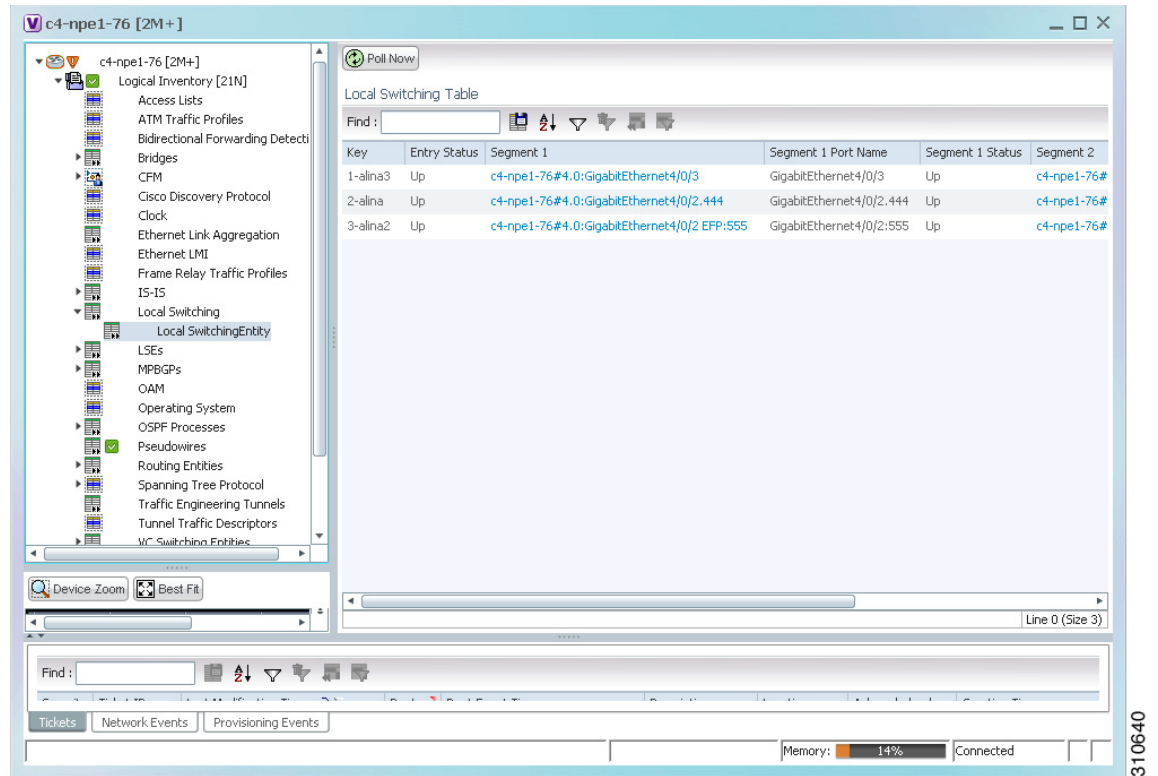 c4-npe1-76 [2M+]
c4-npe1-76 [2M+]
Logical Inventory [21N]
Access Lists
ATM Traffic Profiles
Bidirectional Forwarding Detecti
Bridges
CFM
Cisco Discovery Protocol
Clock
Ethernet Link Aggregation
Ethernet LMI
Frame Relay Traffic Profiles
IS-IS
Local Switching
Local SwitchingEntity
LSEs
MPBGPs
OAM
Operating System
OSPF Processes
Pseudowires
Routing Entities
Spanning Tree Protocol
Traffic Engineering Tunnels
Tunnel Traffic Descriptors
VC Switching Entities
Device Zoom Best Fit
Poll Now
Local Switching Table
Find :
Key Entry Status Segment 1 Segment 1 Port Name Segment 1 Status Segment 2
1-alina3 Up c4-npe1-76#4.0:GigabitEthernet4/0/3 GigabitEthernet4/0/3 Up c4-npe1-76#
2-alina Up c4-npe1-76#4.0:GigabitEthernet4/0/2.444 GigabitEthernet4/0/2.444 Up c4-npe1-76#
3-alina2 Up c4-npe1-76#4.0:GigabitEthernet4/0/2 EFP:555 GigabitEthernet4/0/2:555 Up c4-npe1-76#
Line 0 (Size 3)
Find :
Tickets Network Events Provisioning Events
Memory: 14% Connected
310640